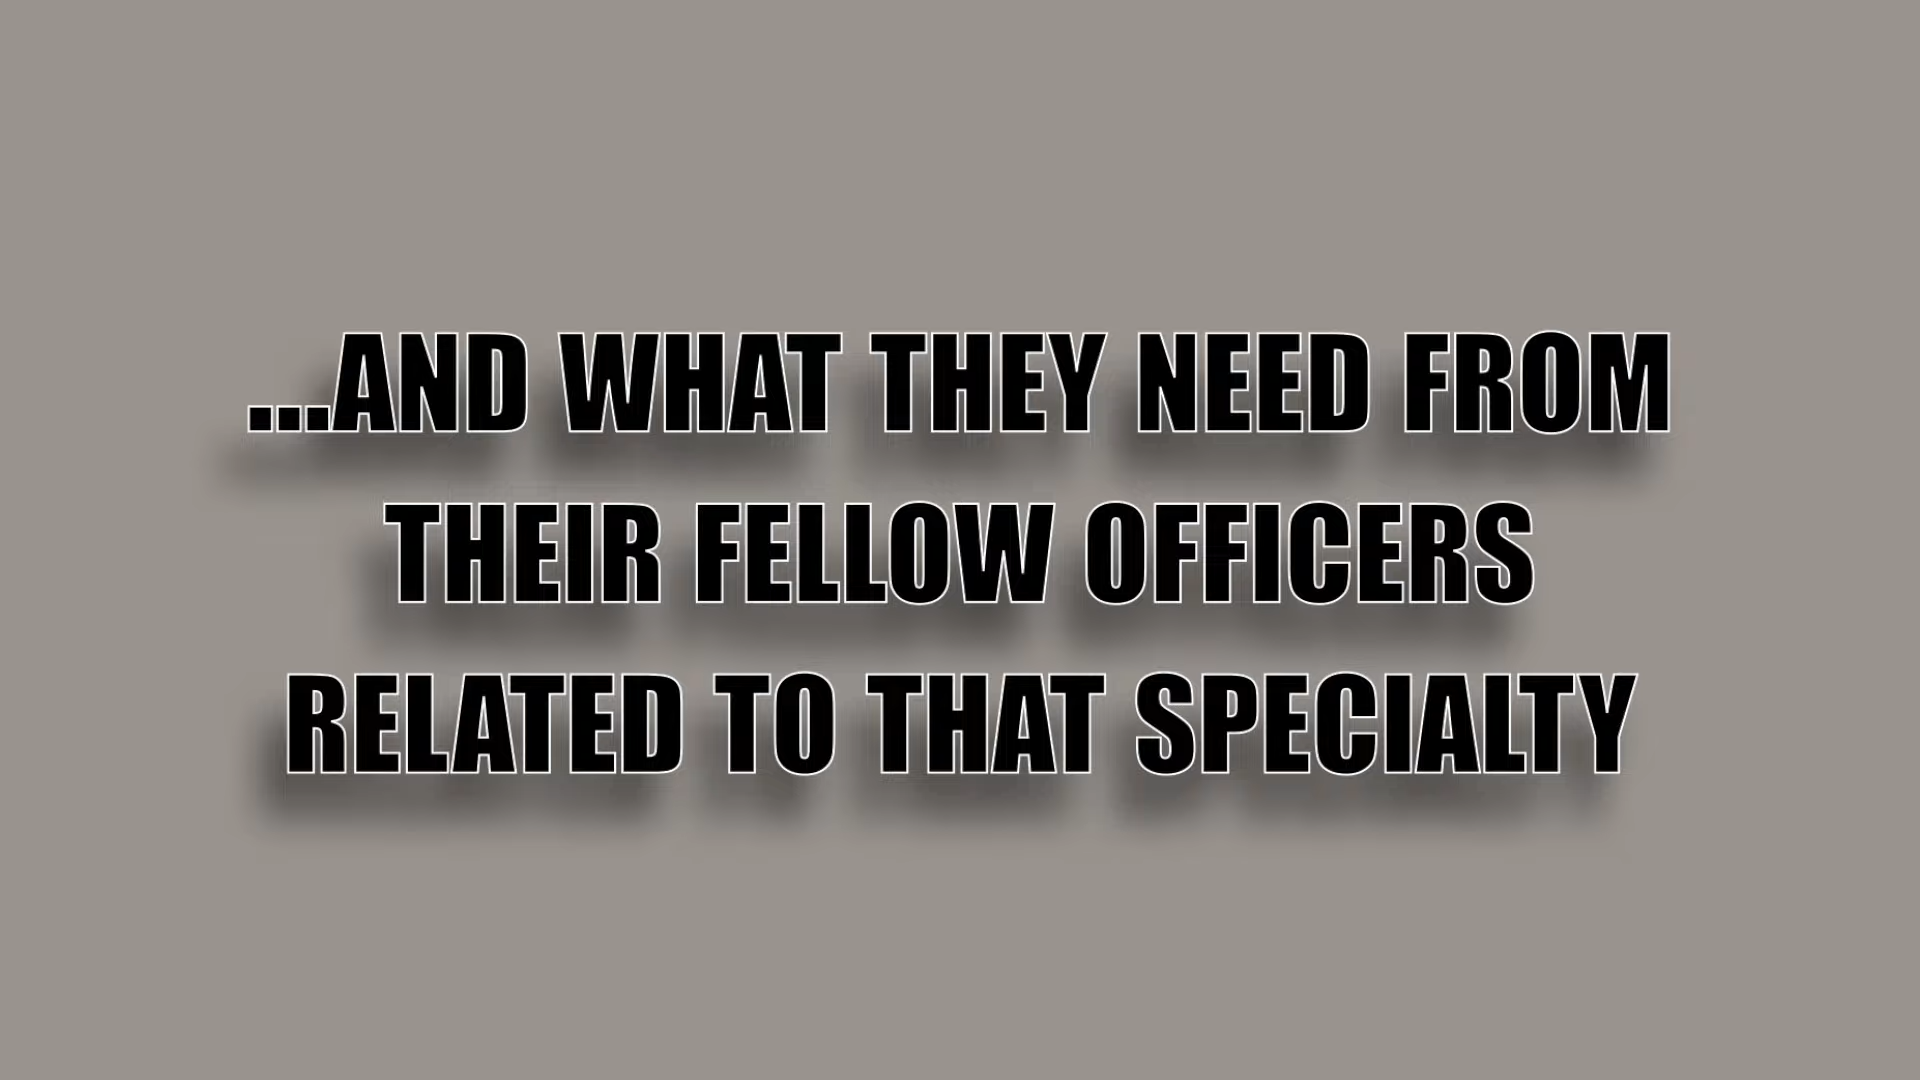 ...AND WHAT THEY NEED FROM
THEIR FELLOW OFFICERS
RELATED TO THAT SPECIALTY